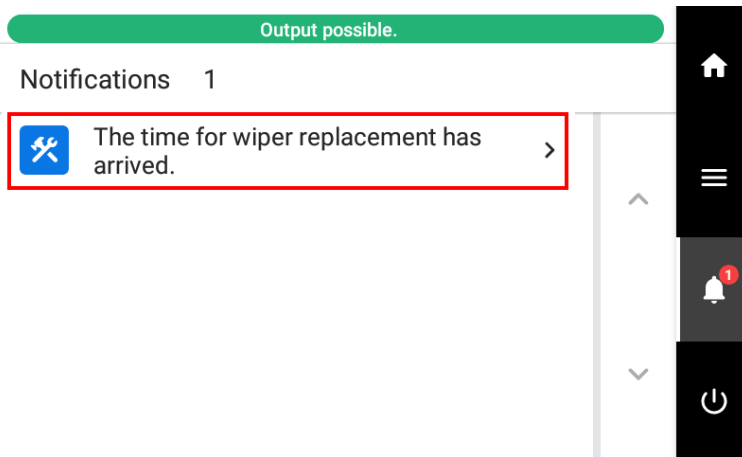 Output possible.
Notifications 1
The time for wiper replacement has
arrived.
1